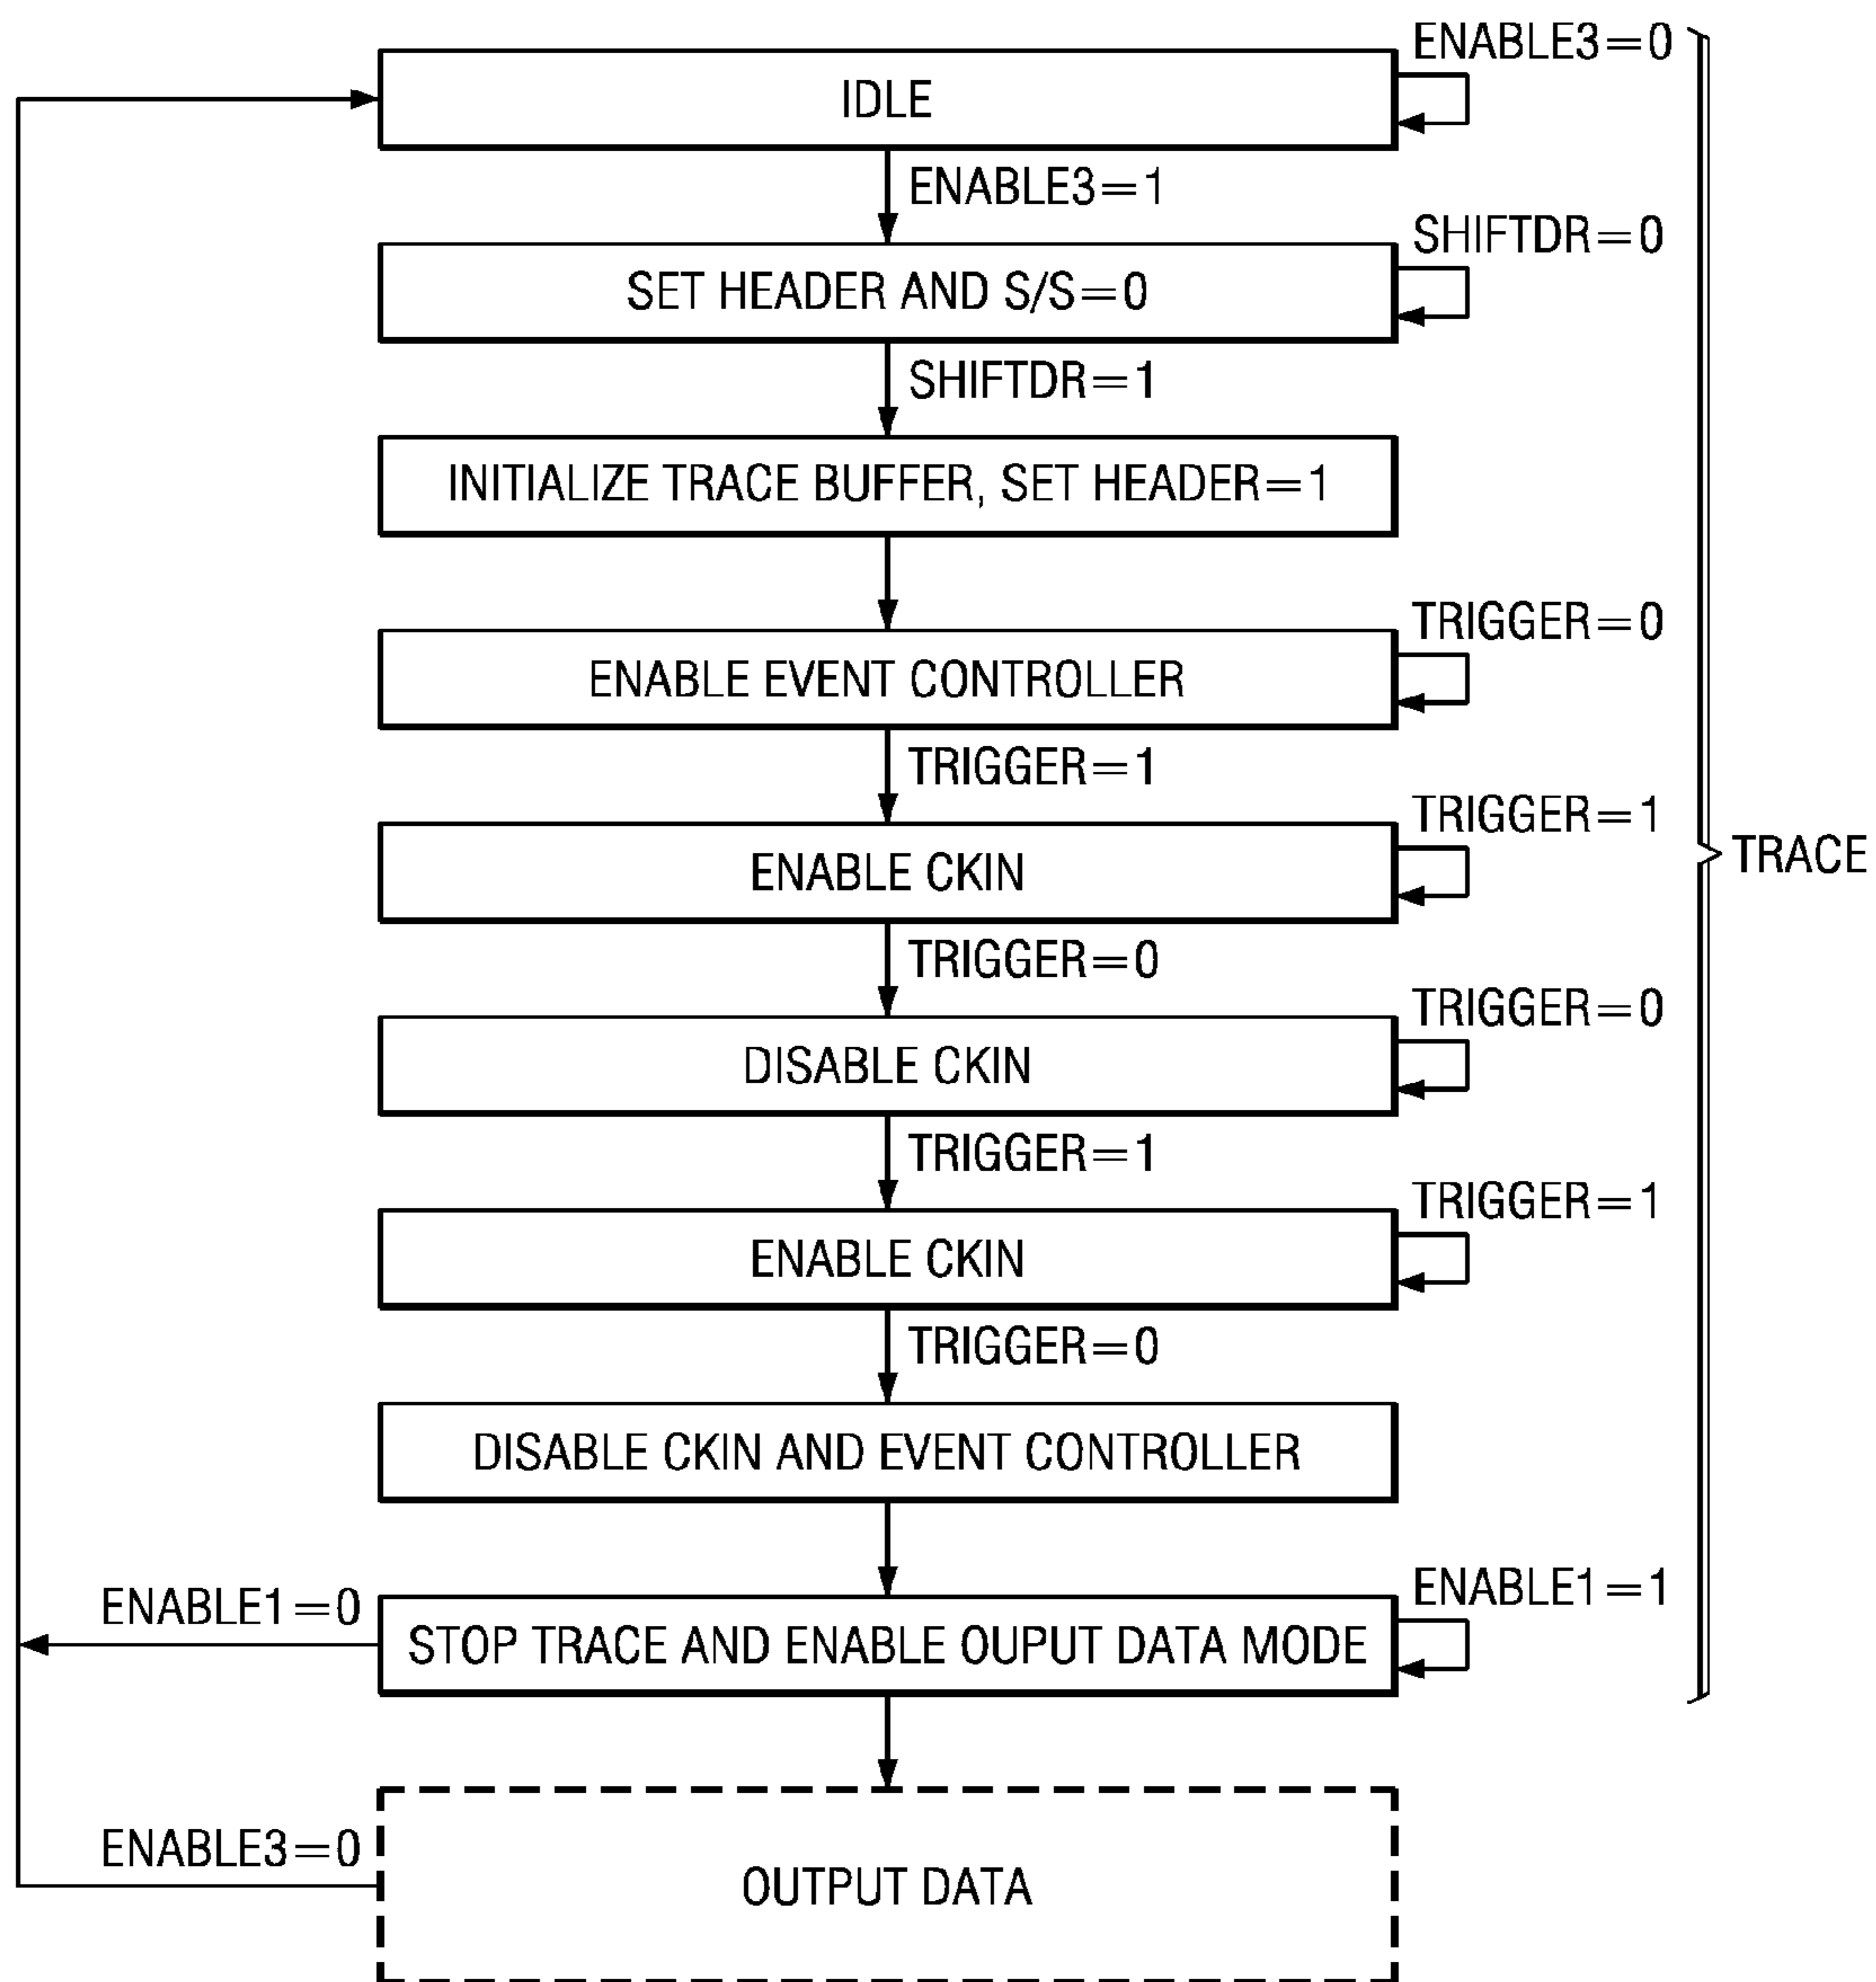 ENABLE3=0
IDLE
ENABLE3=1
SHIFTDR=0
SET HEADER AND S/S=0
SHIFTDR=1
INITIALIZE TRACE BUFFER, SET HEADER=1
TRIGGER=0
ENABLE EVENT CONTROLLER
TRIGGER=1
TRIGGER=1
TRACE
ENABLE CKIN
TRIGGER=0
TRIGGER=0
DISABLE CKIN
TRIGGER=1
TRIGGER=1
ENABLE CKIN
TRIGGER=0
DISABLE CKIN AND EVENT CONTROLLER
ENABLE1=0
ENABLE1=1
STOP TRACE AND ENABLE OUPUT DATA MODE
ENABLE3=0
OUTPUT DATA